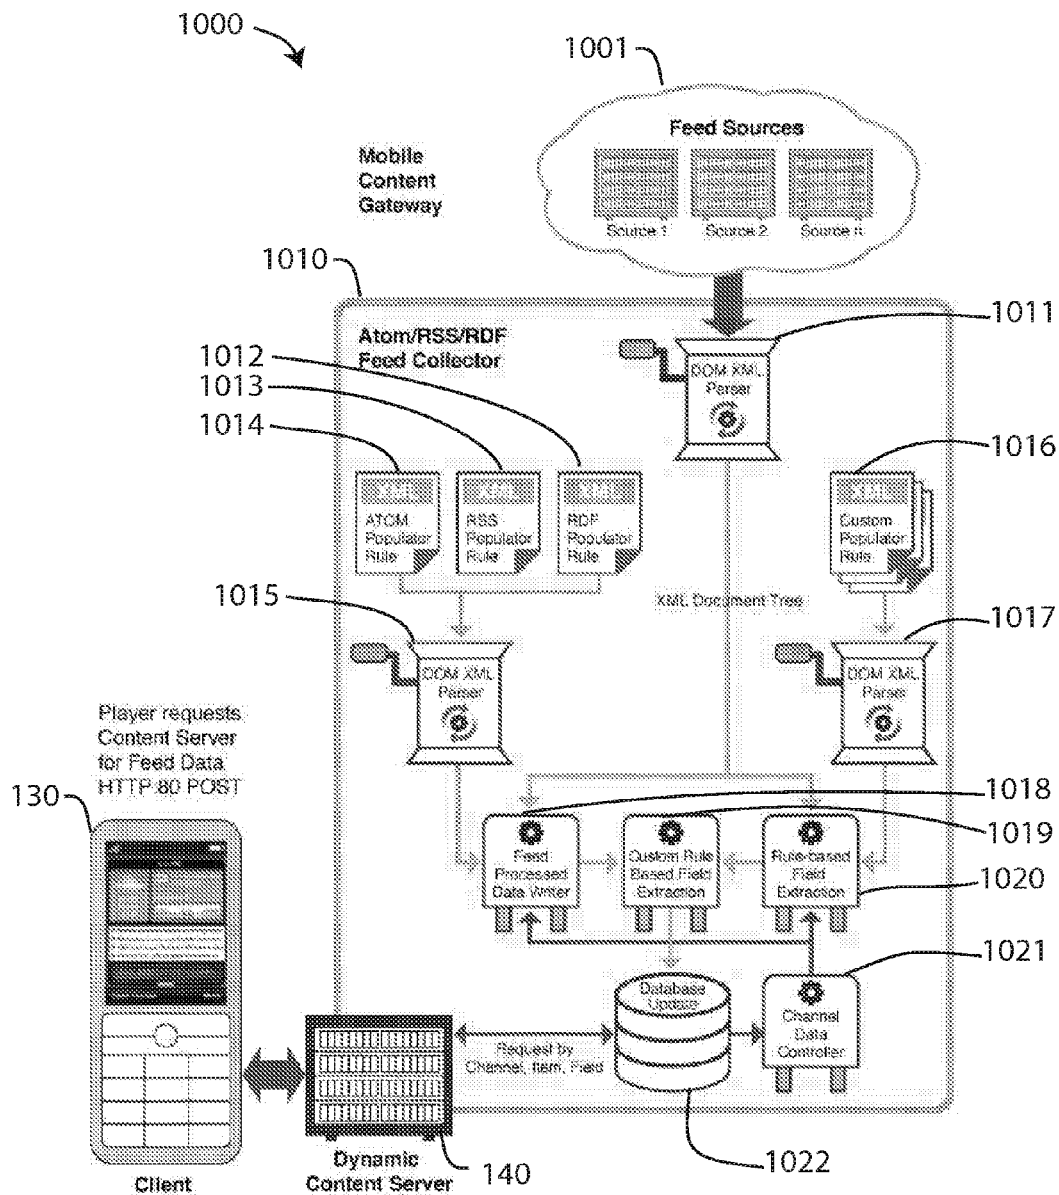 1000
1001
Feed Sources
Mobile
Content
Gateway
Source 1
Source 2
Source n
1010
1011
Atom/RSS/RDF
Feed Collector
1012
1013
1014
DOM XML
Parser
1016
XML
XML
XML
XML
ATOM
Populator
Rule
RSS
Populator
Rule
RDF
Populator
Rule
Custom
Populator
Rule
1015
XML Document Tree
1017
DOM XML
Parser
DOM XML
Parser
Player requests
Content Server
for Feed Data
HTTP 80 POST
130
1018
1019
Feed
Processed
Data Writer
Custom Rule
Based Field
Extraction
Rule-based
Field
Extraction
1020
1021
Database
Update
Channel
Data
Controller
Request by
Channel, Item, Field
1022
140
Client
Dynamic
Content Server